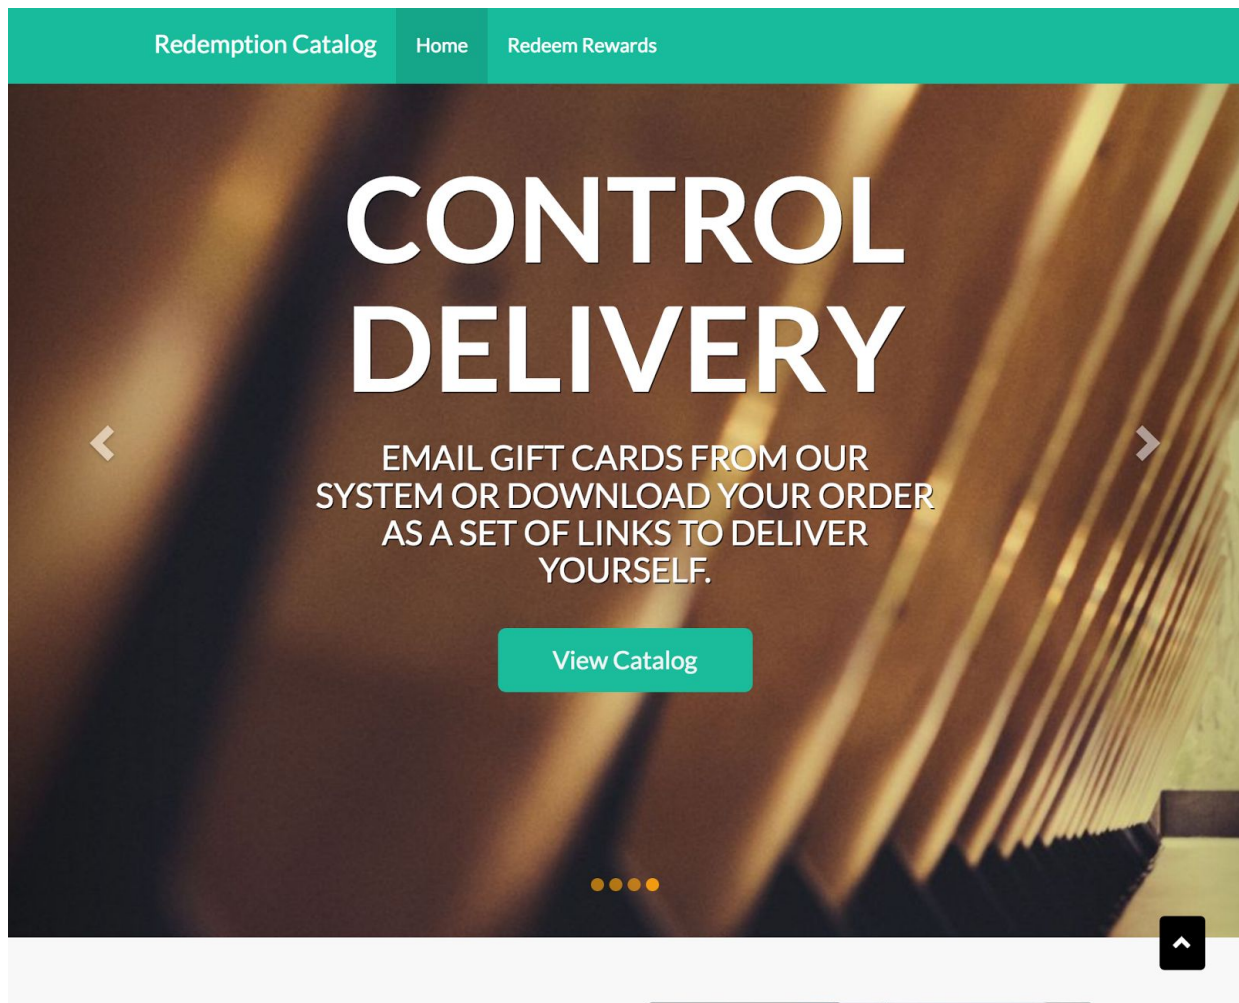 Redemption Catalog Home Redeem Rewards
CONTROL
DELIVERY
EMAIL GIFT CARDS FROM OUR
SYSTEM OR DOWNLOAD YOUR ORDER
AS A SET OF LINKS TO DELIVER
YOURSELF.
View Catalog